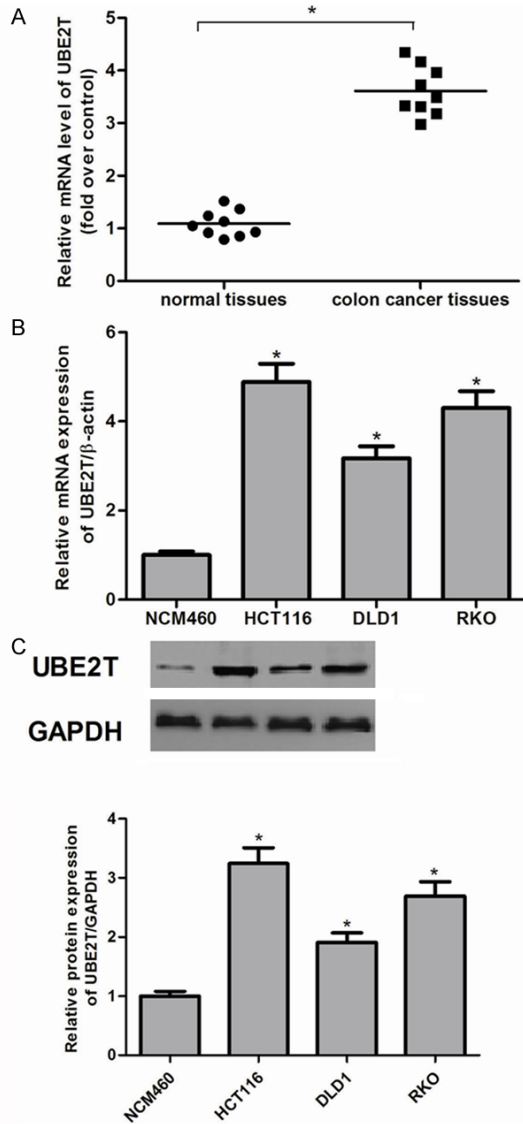 A
Relative mRNA level of UBE2T
(fold over control)
5
4
3
2
1
0
*
normal tissues
colon cancer tissues
B
Relative mRNA expression
of UBE2T/β-actin
6
4
2
0
*
*
*
NCM460
HCT116
DLD1
RKO
C
UBE2T
GAPDH
Relative protein expression
of UBE2T/GAPDH
4
3
2
1
0
*
*
*
NCM460
HCT116
DLD1
RKO